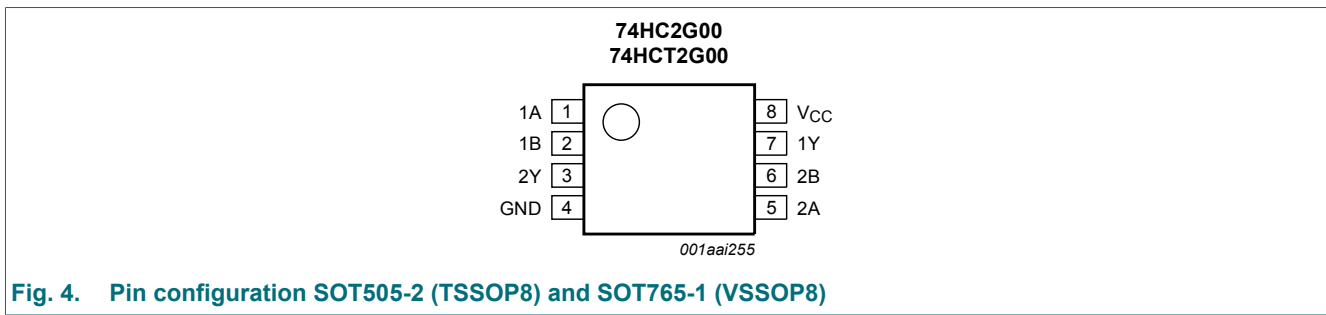 74HC2G00
74HCT2G00
1A 1 8 VCC
1B 2 7 1Y
2Y 3 6 2B
GND 4 5 2A
001aai255
Fig. 4. Pin configuration SOT505-2 (TSSOP8) and SOT765-1 (VSSOP8)